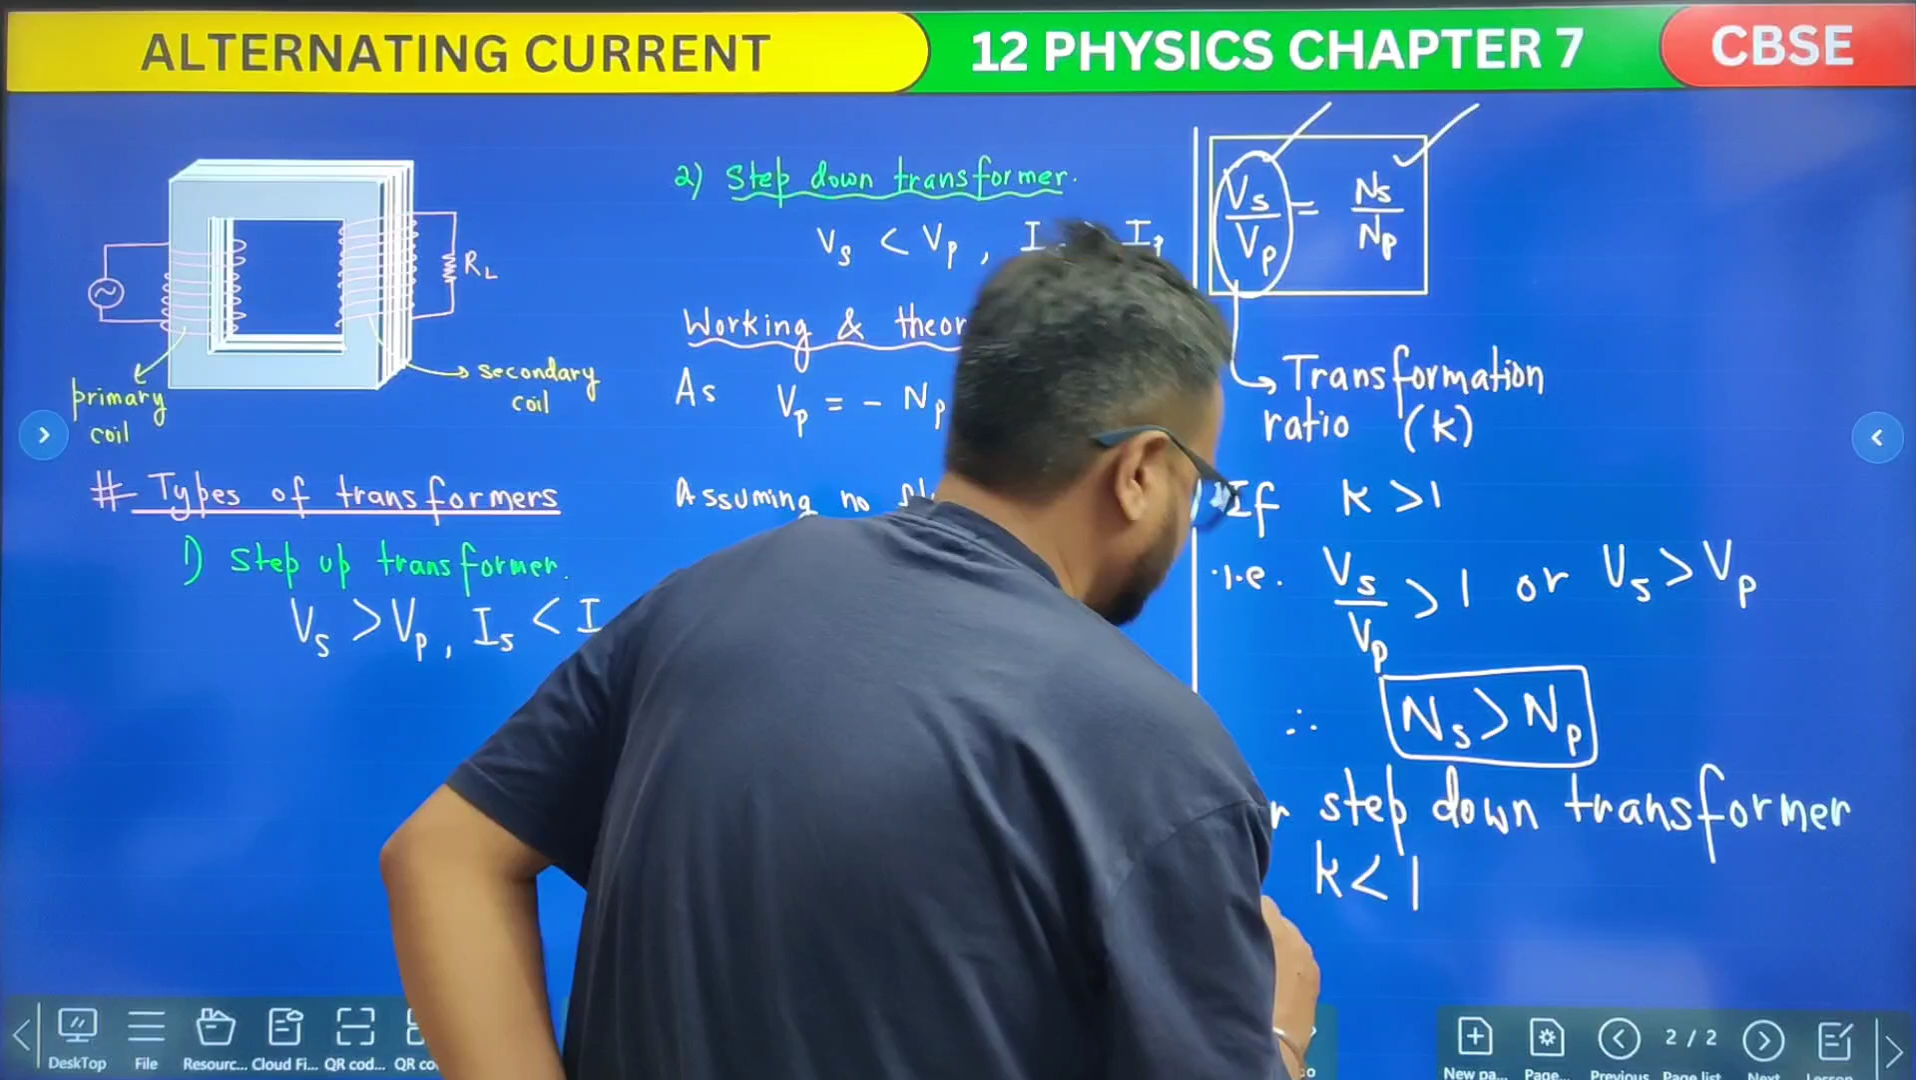 ALTERNATING CURRENT
12 PHYSICS CHAPTER 7
CBSE
RL
primary
coil
secondary
coil
# Types of transformers
1) Step up transformer.
Vs > Vp, Is < I
2) Step down transformer.
Vs < Vp, I
Working &
As Vp = - Np
Assuming no
Vs/Vp = Ns/Np
Transformation
ratio (k)
If k > 1
i.e. Vs/Vp > 1 or Vs > Vp
∴ Ns > Np
step down transformer
k < 1
DeskTop
File
Resourc...
Cloud Fi...
QR cod...
New pa...
Page...
Previous
2 / 2
Page list
Next
Lesson